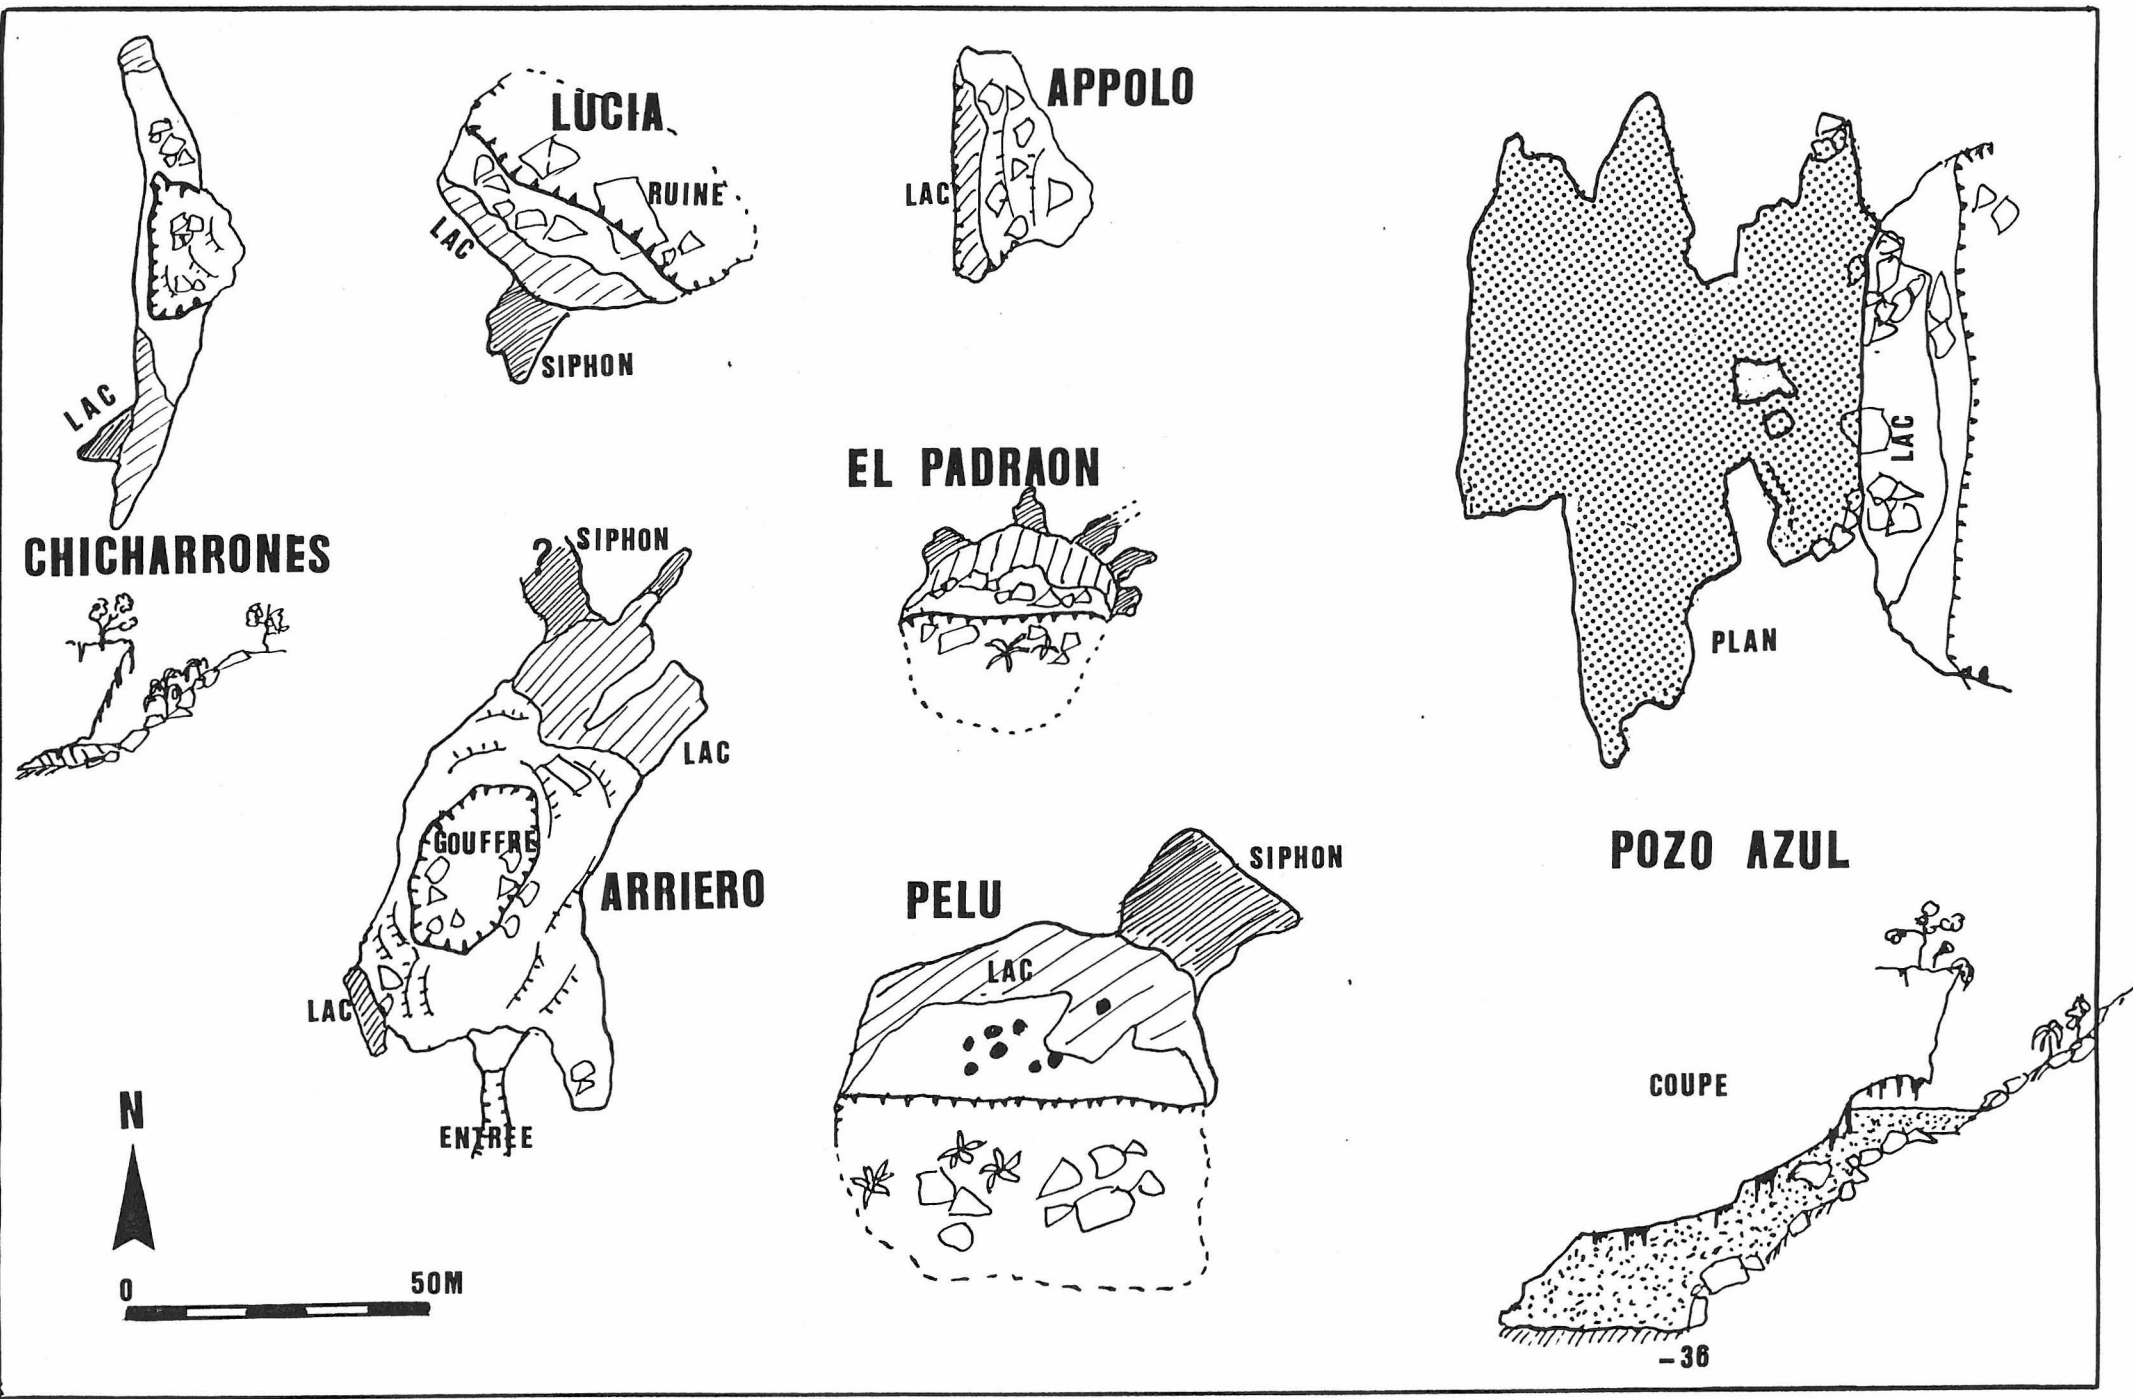 LUCIA
RUINE
LAC
SIPHON
APPOLO
LAC
LAC
CHICHARRONES
EL PADRAON
? SIPHON
LAC
GOUFFRE
ARRIERO
LAC
ENTREE
PELU
SIPHON
LAC
LAC
PLAN
POZO AZUL
COUPE
-36
N
0 50M